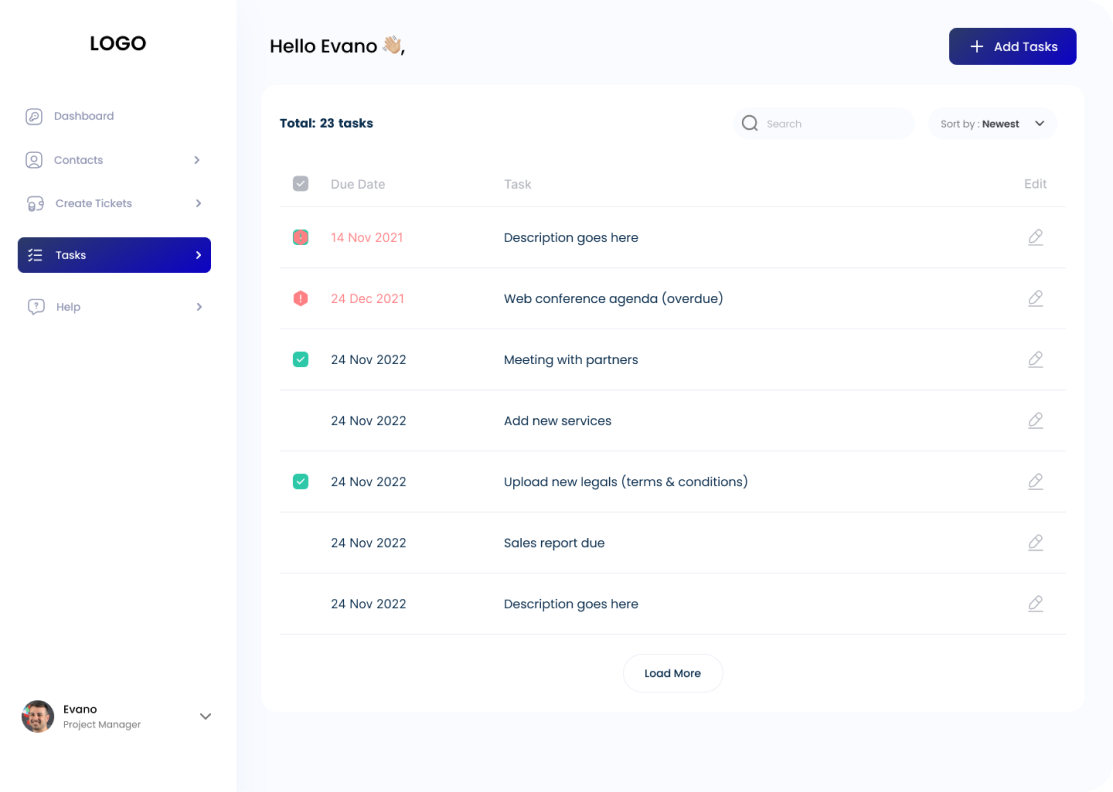 LOGO
Dashboard
Contacts
Create Tickets
Tasks
Help
Evano
Project Manager
Hello Evano 👋🏼,
Add Tasks
Total: 23 tasks
Search
Sort by : Newest
Due Date Task Edit
14 Nov 2021 Description goes here
24 Dec 2021 Web conference agenda (overdue)
24 Nov 2022 Meeting with partners
24 Nov 2022 Add new services
24 Nov 2022 Upload new legals (terms & conditions)
24 Nov 2022 Sales report due
24 Nov 2022 Description goes here
Load More